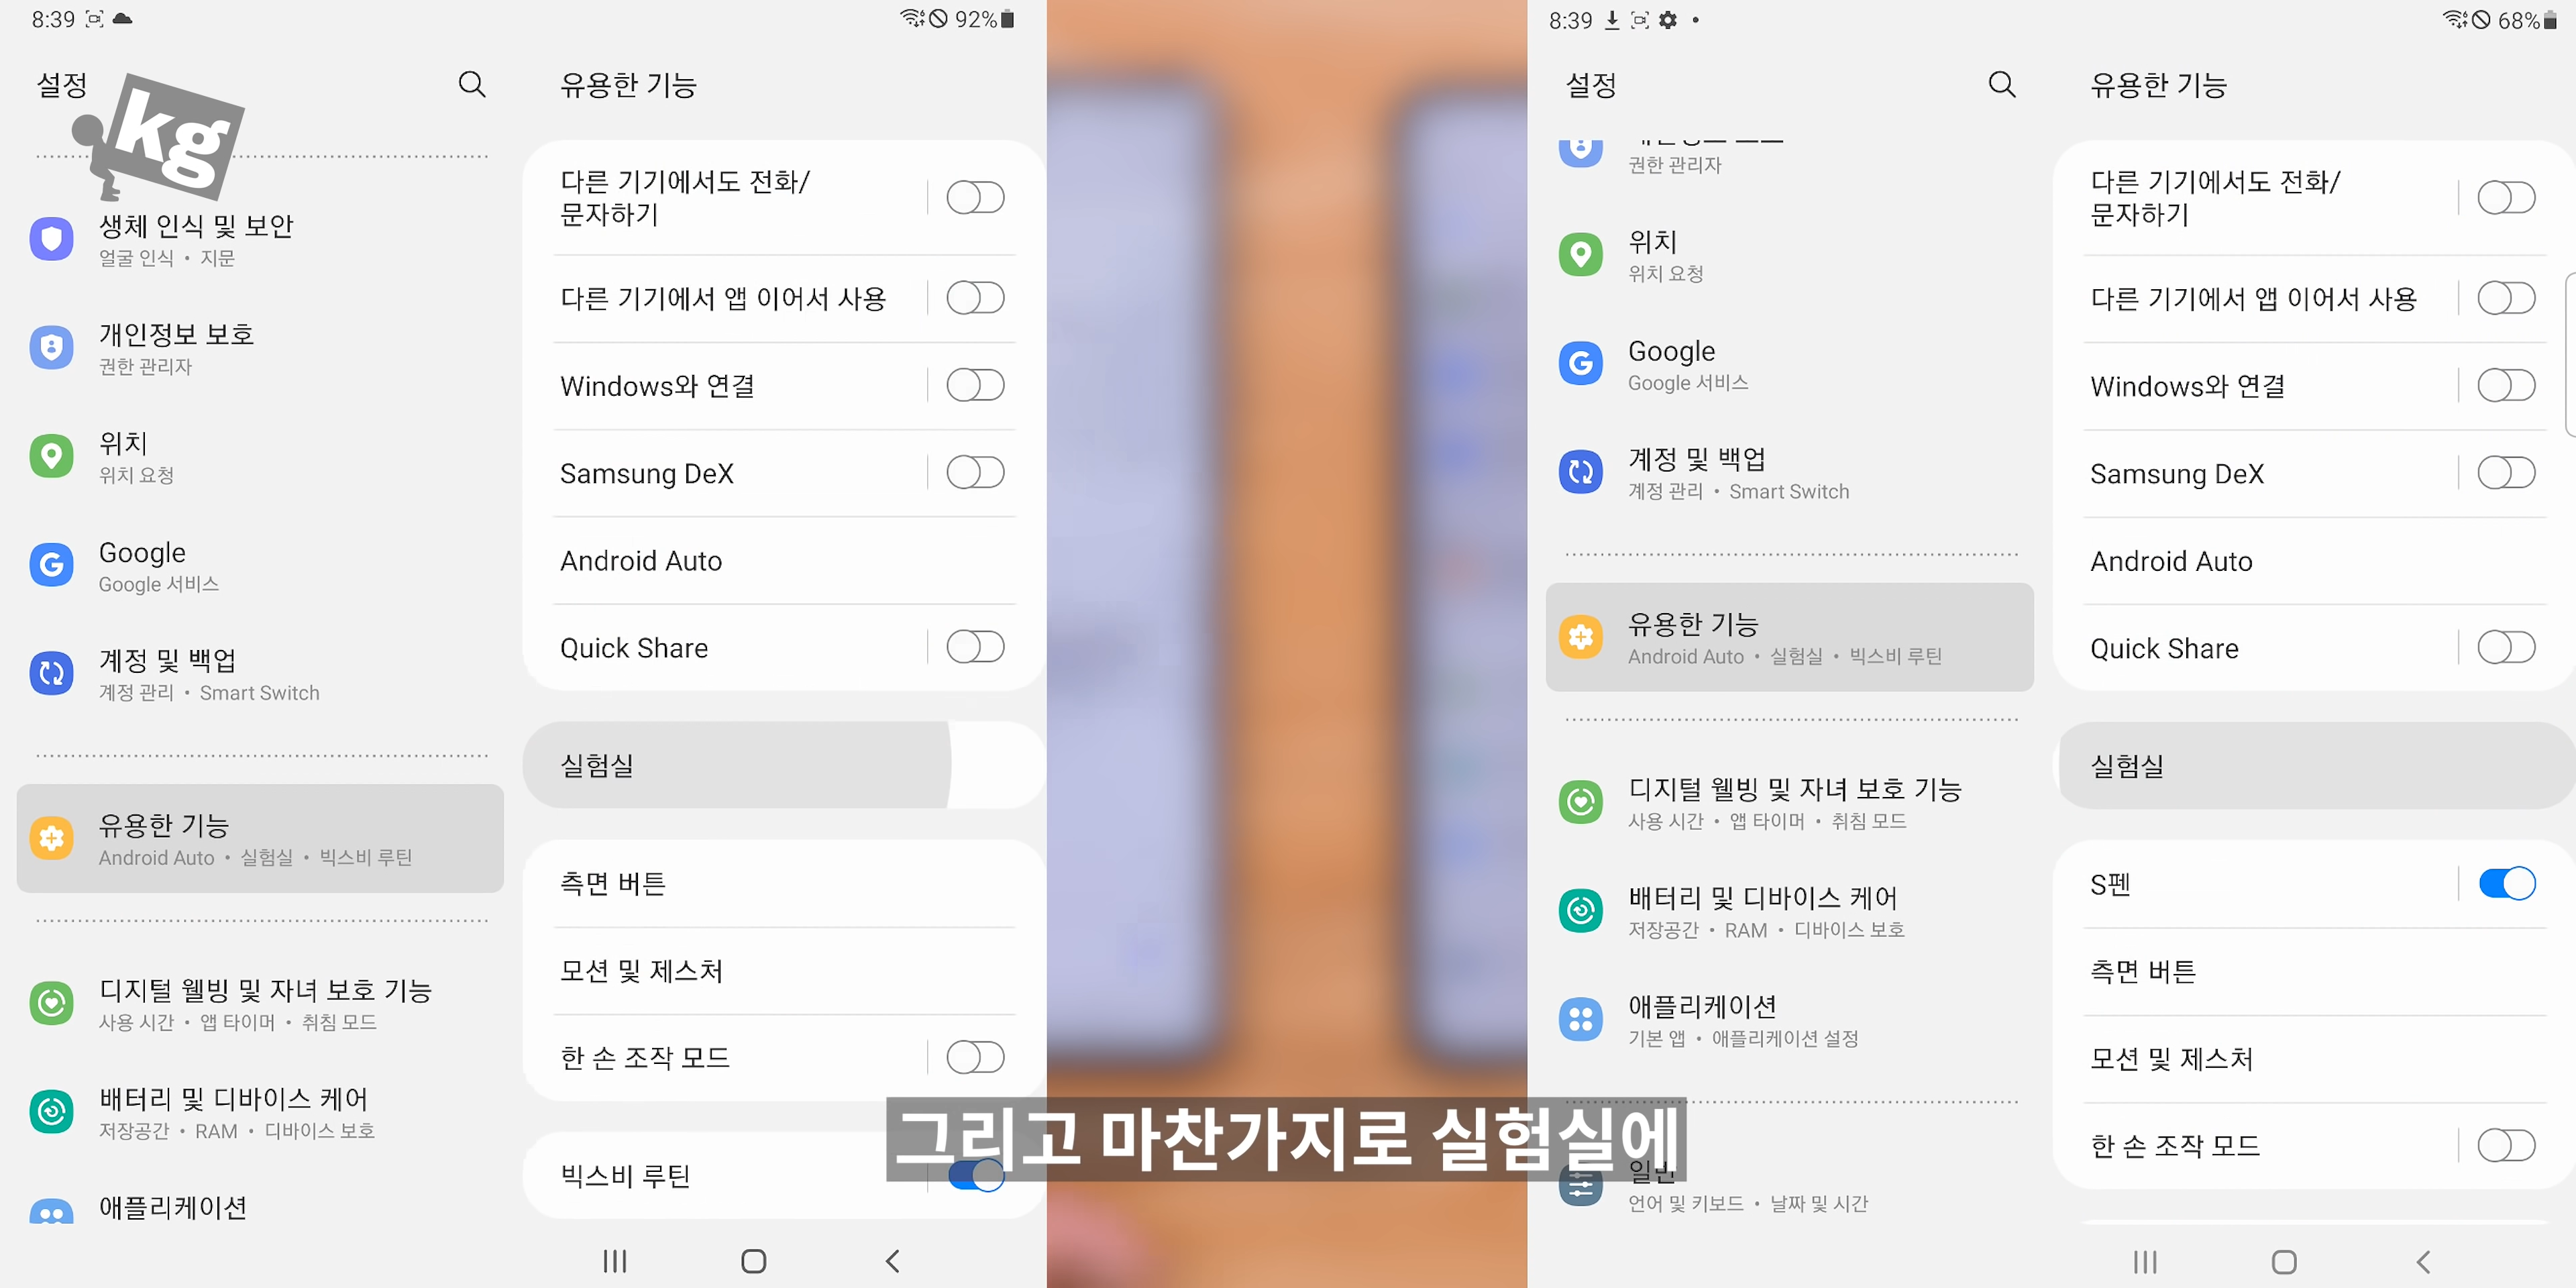 8:39
92%
설정
kg
생체 인식 및 보안
얼굴 인식 • 지문
개인정보 보호
권한 관리자
위치
위치 요청
Google
Google 서비스
계정 및 백업
계정 관리 • Smart Switch
유용한 기능
Android Auto • 실험실 • 빅스비 루틴
디지털 웰빙 및 자녀 보호 기능
사용 시간 • 앱 타이머 • 취침 모드
배터리 및 디바이스 케어
저장공간 • RAM • 디바이스 보호
애플리케이션
유용한 기능
다른 기기에서도 전화/
문자하기
다른 기기에서 앱 이어서 사용
Windows와 연결
Samsung DeX
Android Auto
Quick Share
실험실
측면 버튼
모션 및 제스처
한 손 조작 모드
빅스비 루틴
그리고 마찬가지로 실험실에
8:39
68%
설정
권한 관리자
위치
위치 요청
Google
Google 서비스
계정 및 백업
계정 관리 • Smart Switch
유용한 기능
Android Auto • 실험실 • 빅스비 루틴
디지털 웰빙 및 자녀 보호 기능
사용 시간 • 앱 타이머 • 취침 모드
배터리 및 디바이스 케어
저장공간 • RAM • 디바이스 보호
애플리케이션
기본 앱 • 애플리케이션 설정
일반
언어 및 키보드 • 날짜 및 시간
유용한 기능
다른 기기에서도 전화/
문자하기
다른 기기에서 앱 이어서 사용
Windows와 연결
Samsung DeX
Android Auto
Quick Share
실험실
S펜
측면 버튼
모션 및 제스처
한 손 조작 모드